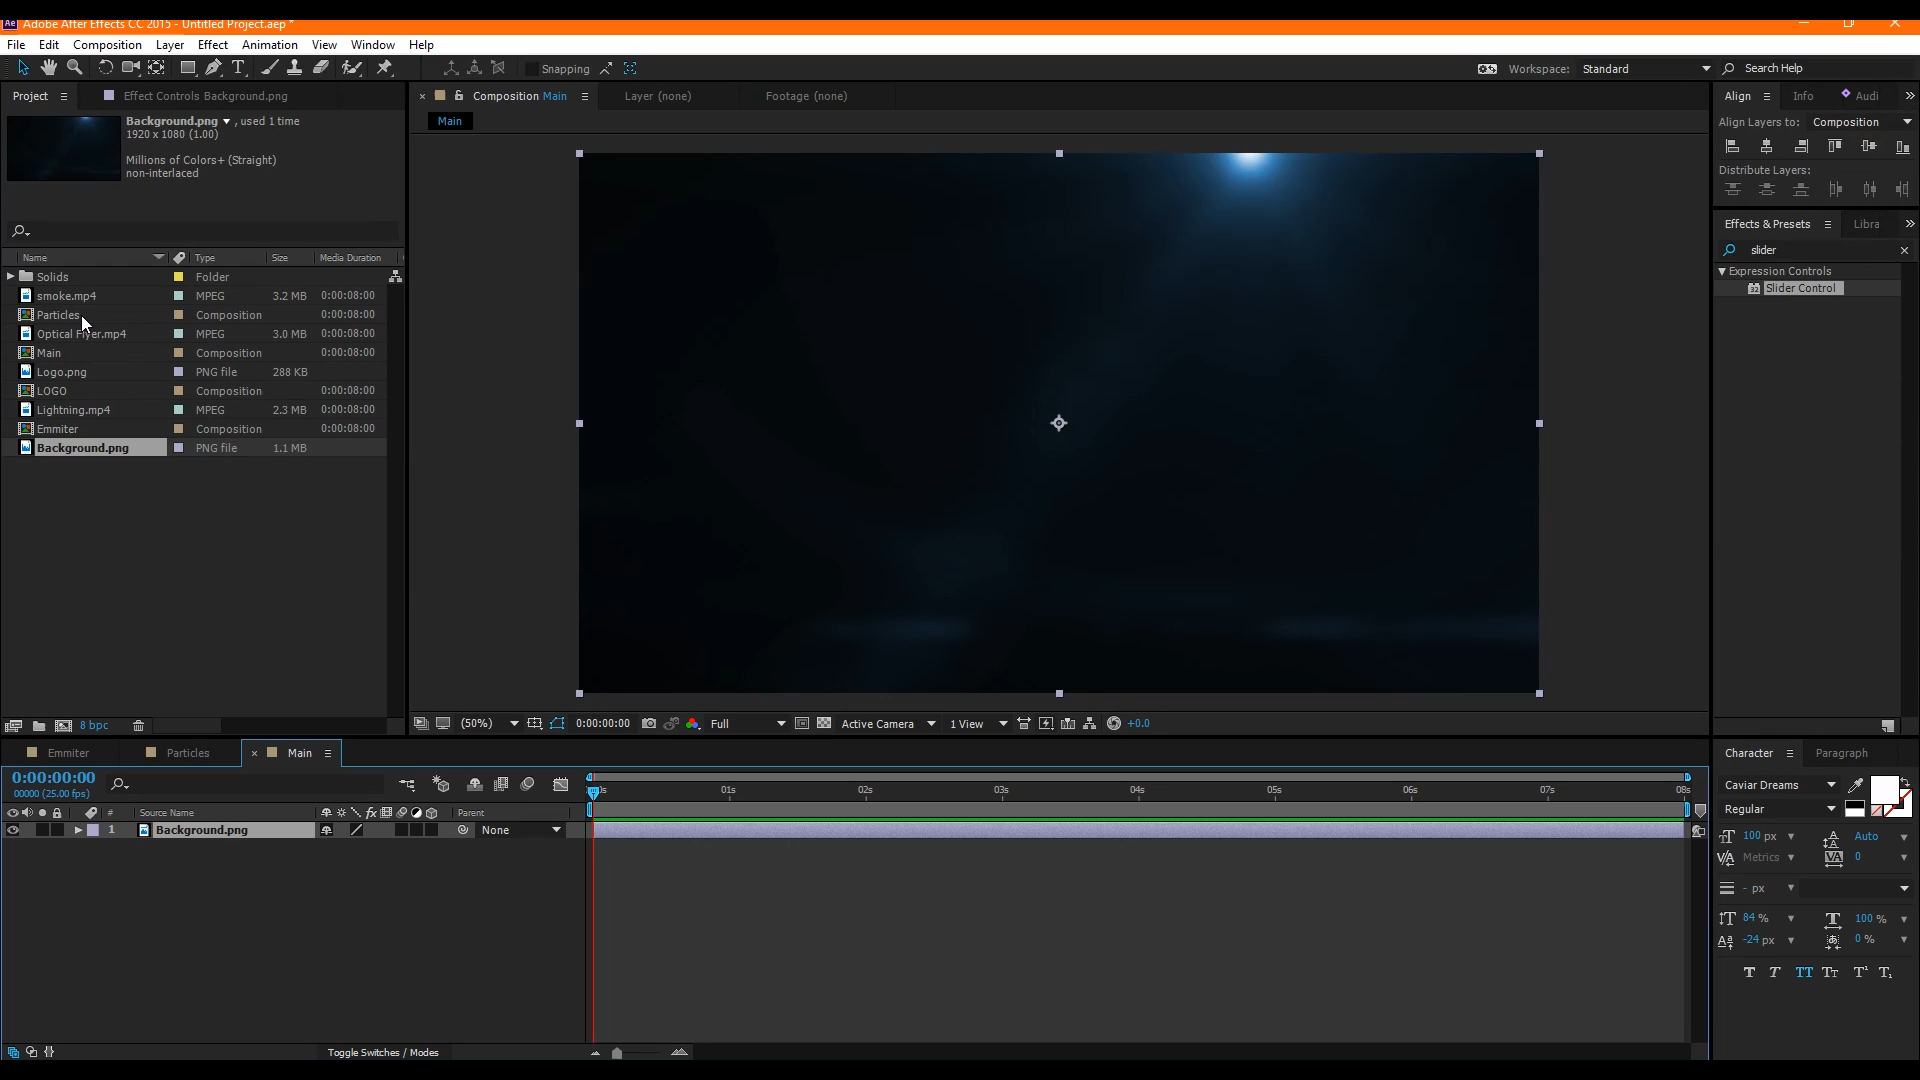 Ae Adobe After Effects CC 2015 - Untitled Project.aep *
File Edit Composition Layer Effect Animation View Window Help
Snapping
Workspace: Standard
Search Help
Project
Effect Controls Background.png
Composition Main
Layer (none)
Footage (none)
Main
Background.png , used 1 time
1920 x 1080 (1.00)
Millions of Colors+ (Straight)
non-interlaced
Name Type Size Media Duration
Solids Folder
smoke.mp4 MPEG 3.2 MB 0:00:08:00
Particles Composition 0:00:08:00
Optical Flyer.mp4 MPEG 3.0 MB 0:00:08:00
Main Composition 0:00:08:00
Logo.png PNG file 288 KB
LOGO Composition 0:00:08:00
Lightning.mp4 MPEG 2.3 MB 0:00:08:00
Emmiter Composition 0:00:08:00
Background.png PNG file 1.1 MB
8 bpc
(50%) 0:00:00:00 Full Active Camera 1 View +0.0
Align Info Audi
Align Layers to: Composition
Distribute Layers:
Effects & Presets Libra
slider
Expression Controls
32 Slider Control
Emmiter Particles Main
0:00:00:00
00000 (25.00 fps)
01s 02s 03s 04s 05s 06s 07s 08s
# Source Name fx Parent
1 Background.png None
Toggle Switches / Modes
Character Paragraph
Caviar Dreams
Regular
100 px Auto
Metrics 0
- px
84 % 100 %
-24 px 0 %
T T TT Tт T¹ T₁